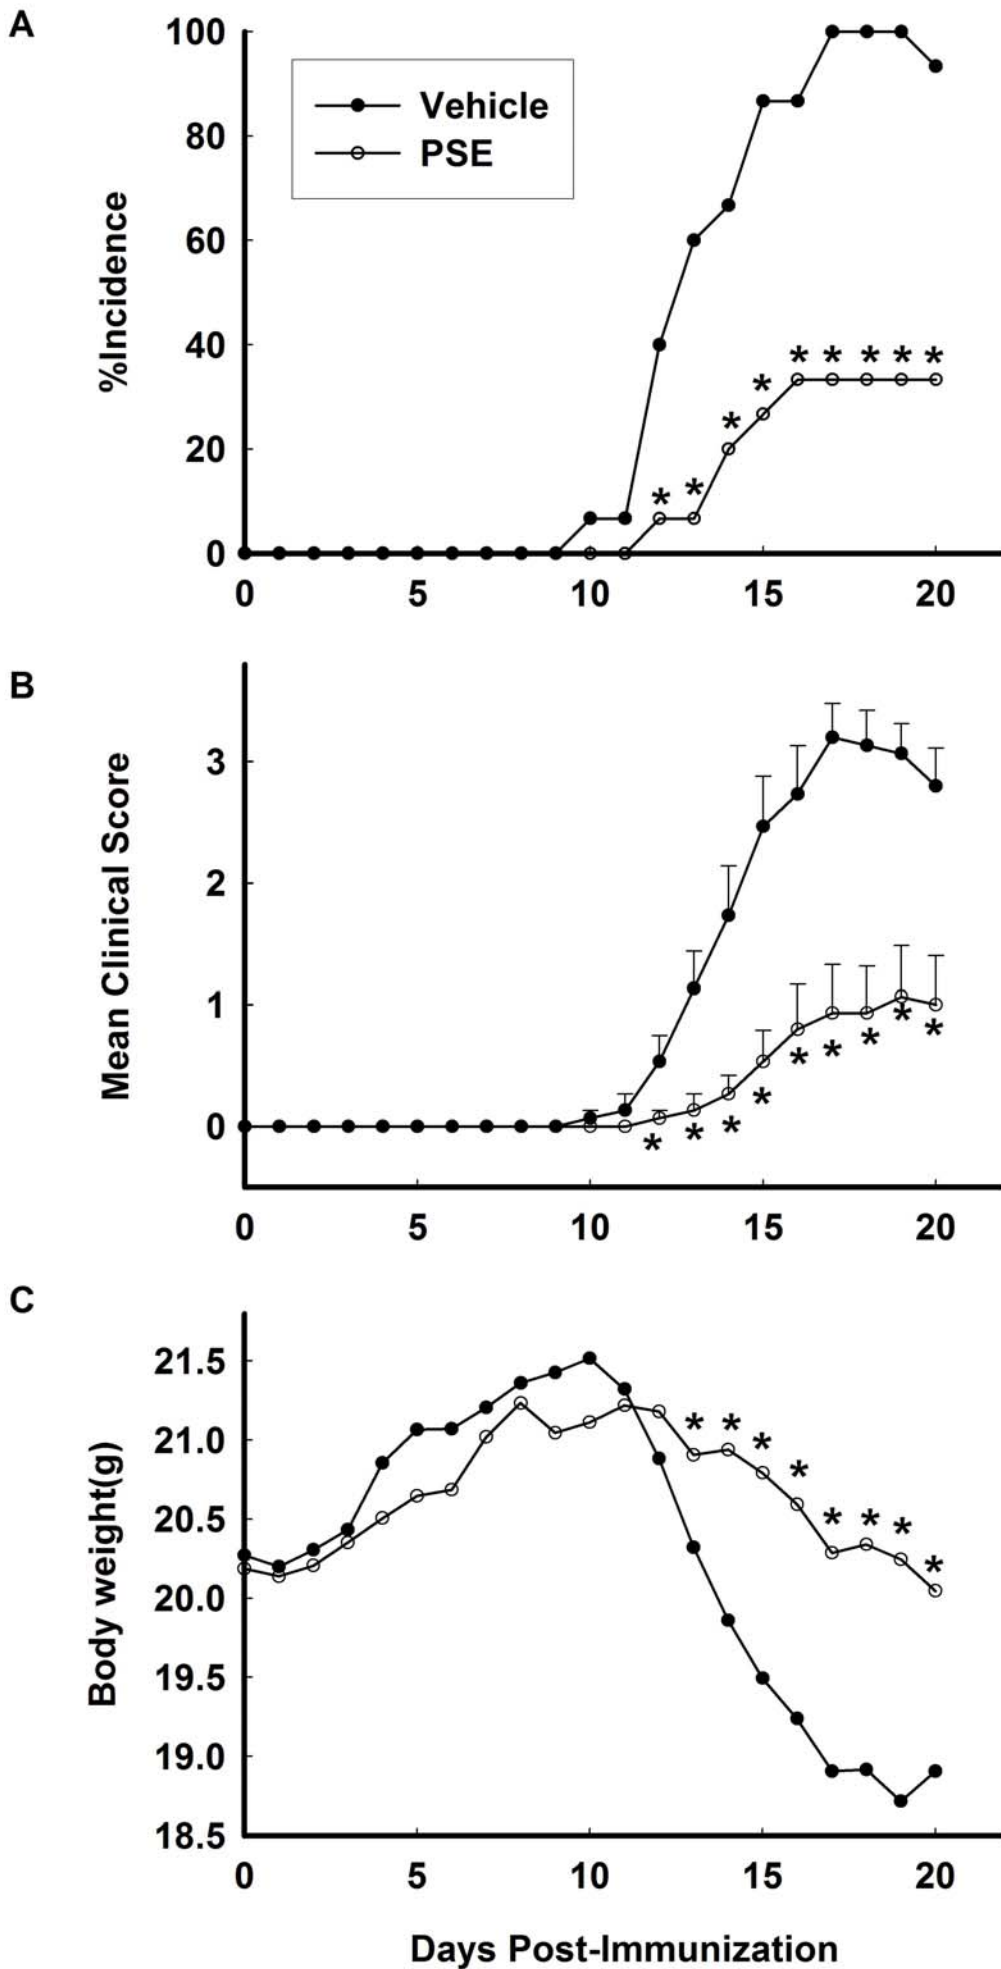 A
100
80
60
40
20
0
%Incidence
Vehicle
PSE
* * * * * * * * *
0 5 10 15 20
B
3
2
1
0
Mean Clinical Score
* * * * * * * * *
0 5 10 15 20
C
21.5
21.0
20.5
20.0
19.5
19.0
18.5
Body weight(g)
* * * * * * * *
0 5 10 15 20
Days Post-Immunization